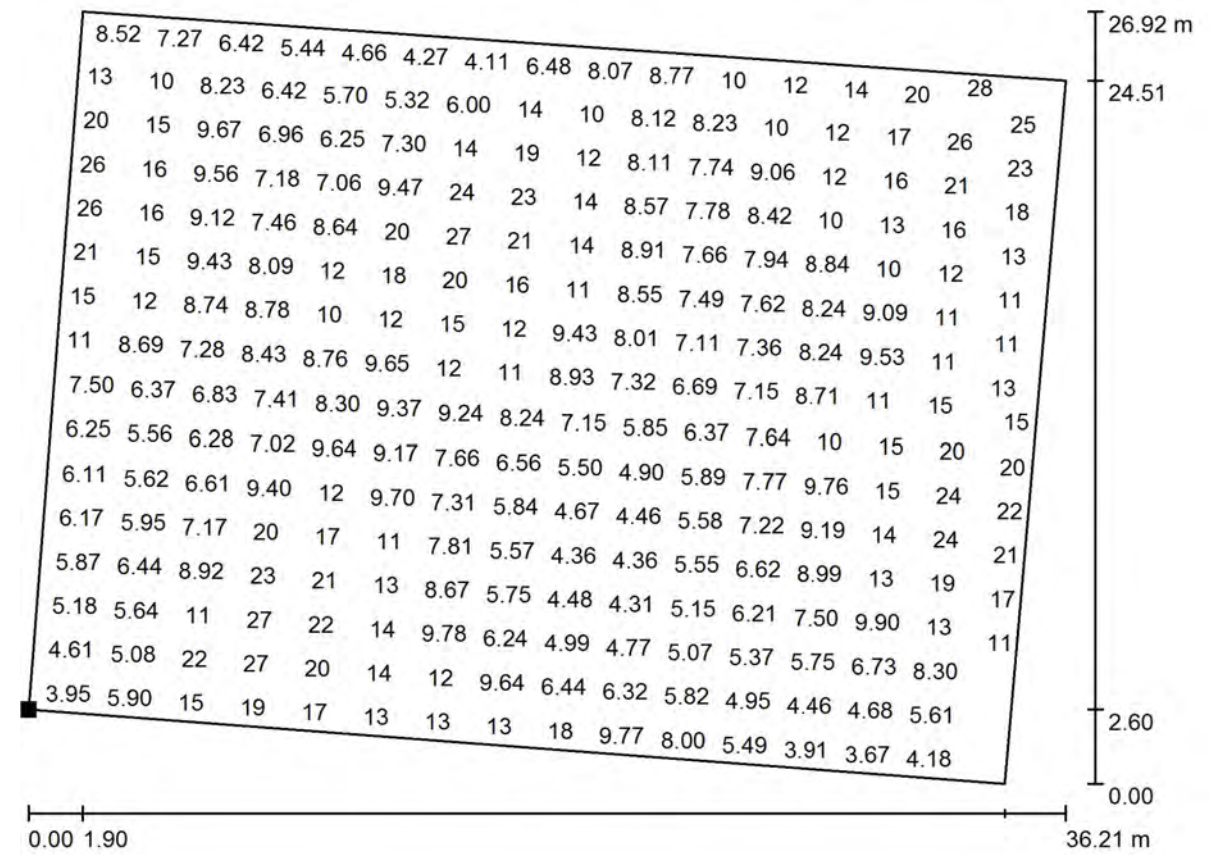 26.92 m
8.52 7.27 6.42 5.44 4.66 4.27 4.11 6.48 8.07 8.77 10 12 14 20 28
24.51
13 10 8.23 6.42 5.70 5.32 6.00 14 10 8.12 8.23 10 12 17 26 25
20 15 9.67 6.96 6.25 7.30 14 19 12 8.11 7.74 9.06 12 16 21 23
26 16 9.56 7.18 7.06 9.47 24 23 14 8.57 7.78 8.42 10 13 16 18
26 16 9.12 7.46 8.64 20 27 21 14 8.91 7.66 7.94 8.84 10 12 13
21 15 9.43 8.09 12 18 20 16 11 8.55 7.49 7.62 8.24 9.09 11 11
15 12 8.74 8.78 10 12 15 12 9.43 8.01 7.11 7.36 8.24 9.53 11 11
11 8.69 7.28 8.43 8.76 9.65 12 11 8.93 7.32 6.69 7.15 8.71 11 15 13
7.50 6.37 6.83 7.41 8.30 9.37 9.24 8.24 7.15 5.85 6.37 7.64 10 15 20 15
6.25 5.56 6.28 7.02 9.64 9.17 7.66 6.56 5.50 4.90 5.89 7.77 9.76 15 24 20
6.11 5.62 6.61 9.40 12 9.70 7.31 5.84 4.67 4.46 5.58 7.22 9.19 14 24 22
6.17 5.95 7.17 20 17 11 7.81 5.57 4.36 4.36 5.55 6.62 8.99 13 19 21
5.87 6.44 8.92 23 21 13 8.67 5.75 4.48 4.31 5.15 6.21 7.50 9.90 13 17
5.18 5.64 11 27 22 14 9.78 6.24 4.99 4.77 5.07 5.37 5.75 6.73 8.30 11
4.61 5.08 22 27 20 14 12 9.64 6.44 6.32 5.82 4.95 4.46 4.68 5.61
3.95 5.90 15 19 17 13 13 13 18 9.77 8.00 5.49 3.91 3.67 4.18
2.60
0.00
0.00 1.90 36.21 m